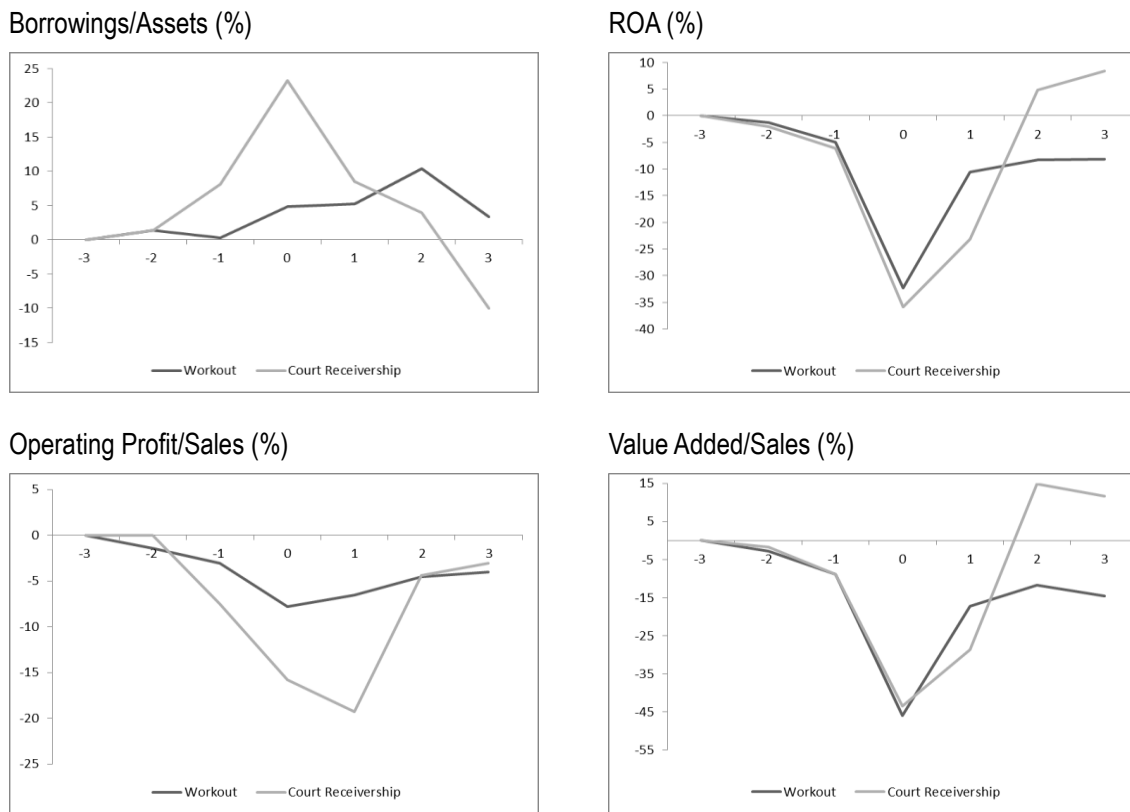 Borrowings/Assets (%)
25
20
15
10
5
0
-5
-10
-15
-3 -2 -1 0 1 2 3
Workout Court Receivership
ROA (%)
10
5
0
-5
-10
-15
-20
-25
-30
-35
-40
-3 -2 -1 0 1 2 3
Workout Court Receivership
Operating Profit/Sales (%)
5
0
-5
-10
-15
-20
-25
-3 -2 -1 0 1 2 3
Workout Court Receivership
Value Added/Sales (%)
15
5
-5
-15
-25
-35
-45
-55
-3 -2 -1 0 1 2 3
Workout Court Receivership